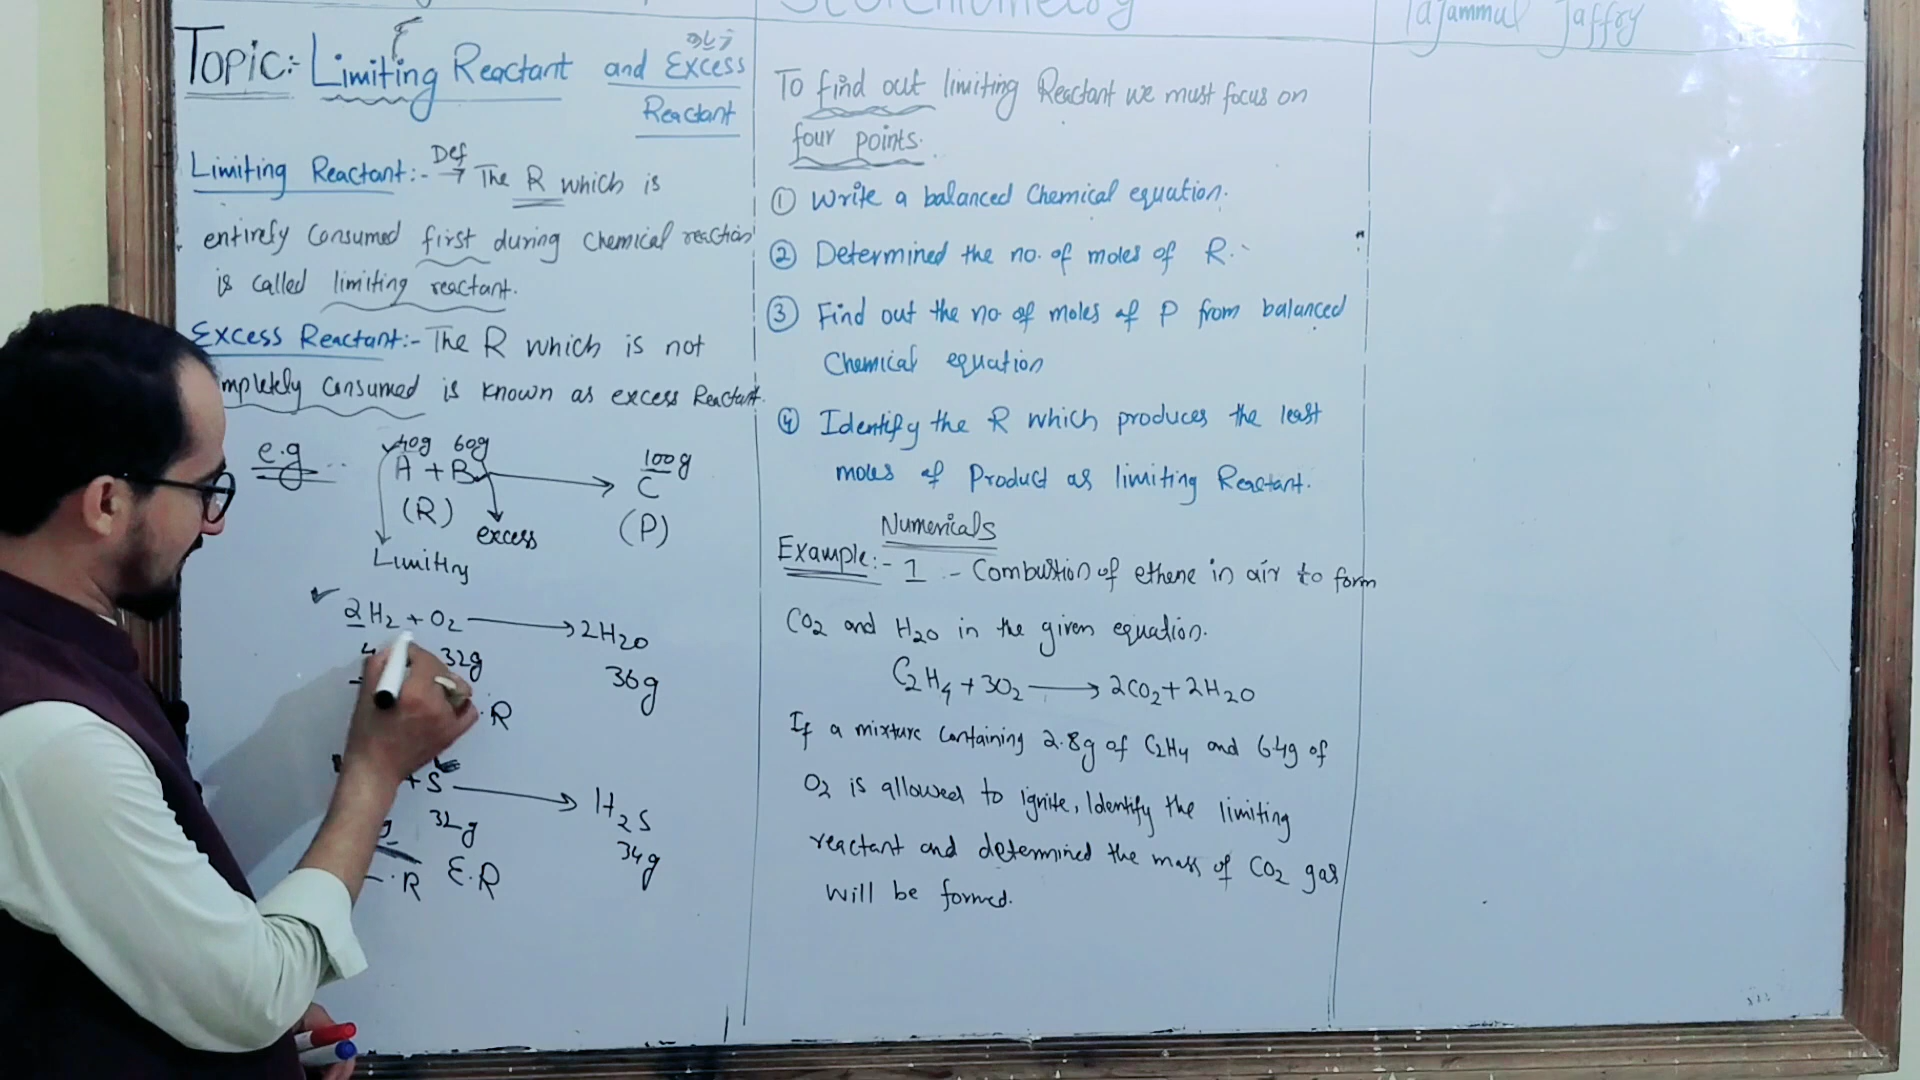 Stoichiometry
Tajammul Jaffry
Topic:- Limiting Reactant and Excess
Reactant
Limiting Reactant:- Def → The R which is
entirely consumed first during chemical reaction
is called limiting reactant.
Excess Reactant:- The R which is not
mpletely consumed is known as excess Reactant.
e.g
40g 60g 100g
A + B → C
(R) excess (P)
Limiting
2H2 + O2 → 2H2O
4 32g 36g
R
+ S → H2S
g 32g 34g
.R E.R
To find out limiting Reactant we must focus on
four points.
① Write a balanced chemical equation.
② Determined the no. of moles of R.
③ Find out the no. of moles of P from balanced
Chemical equation
④ Identify the R which produces the least
moles of Product as limiting Reactant.
Numericals
Example:- 1 - Combustion of ethene in air to form
CO2 and H2O in the given equation.
C2H4 + 3O2 → 2CO2 + 2H2O
If a mixture containing 2.8g of C2H4 and 6.4g of
O2 is allowed to ignite, Identify the limiting
reactant and determined the mass of CO2 gas
will be formed.